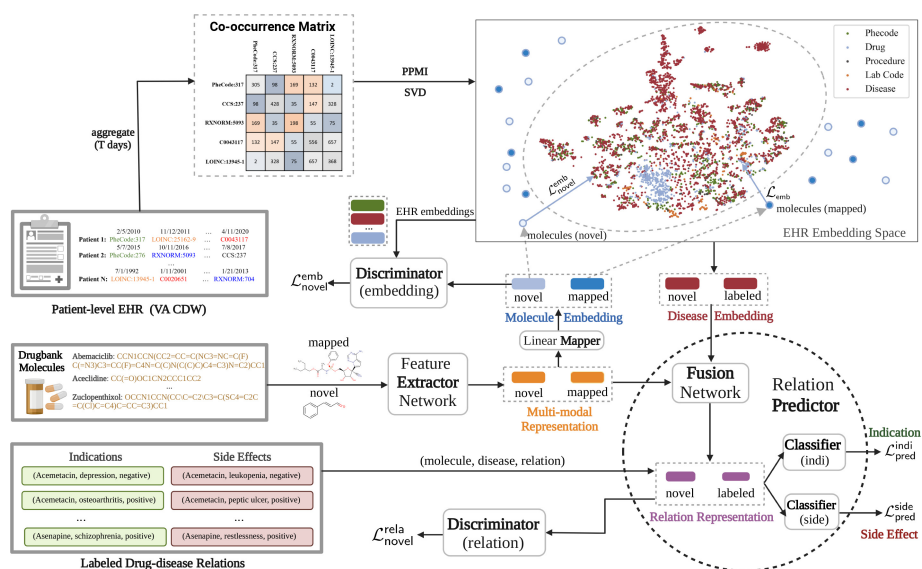 Co-occurrence Matrix
PheCode:317
CCS:237
RXNORM:5093
C0043117
LOINC:13945-1
PheCode:317 305 98 169 132 2
CCS:237 98 428 35 147 328
RXNORM:5093 169 35 198 55 75
C0043117 132 147 55 556 657
LOINC:13945-1 2 328 75 657 368
aggregate
(T days)
PPMI
SVD
Phecode
Drug
Procedure
Lab Code
Disease
L emb novel
L emb
molecules (mapped)
molecules (novel)
EHR Embedding Space
2/5/2010 11/12/2011 ... 4/11/2020
Patient 1: PheCode:317 LOINC:25162-9 ... C0043117
5/7/2015 10/11/2016 ... 7/8/2017
Patient 2: PheCode:276 RXNORM:5093 ... CCS:237
...
7/1/1992 1/11/2001 ... 1/21/2013
Patient N: LOINC:13945-1 C0020651 ... RXNORM:704
Patient-level EHR (VA CDW)
...
EHR embeddings
L emb novel
Discriminator
(embedding)
novel mapped
Molecule Embedding
novel labeled
Disease Embedding
Linear Mapper
Drugbank
Molecules
Abemaciclib: CCN1CCN(CC2=CC=C(NC3=NC=C(F)
C(=N3)C3=CC(F)=C4N=C(C)N(C(C)C)C4=C3)N=C2)CC1
Aceclidine: CC(=O)OC1CN2CCC1CC2
...
Zuclopenthixol: OCCN1CCN(CC\C=C2\C3=C(SC4=C2C
=C(Cl)C=C4)C=CC=C3)CC1
mapped
novel
Feature
Extractor
Network
novel mapped
Multi-modal
Representation
Fusion
Network
Relation
Predictor
Indications
(Acemetacin, depression, negative)
(Acemetacin, osteoarthritis, positive)
...
(Asenapine, schizophrenia, positive)
Side Effects
(Acemetacin, leukopenia, negative)
(Acemetacin, peptic ulcer, positive)
...
(Asenapine, restlessness, positive)
Labeled Drug-disease Relations
(molecule, disease, relation)
novel labeled
Relation Representation
Classifier
(indi)
Indication
L indi pred
Classifier
(side)
L side pred
Side Effect
L rela novel
Discriminator
(relation)